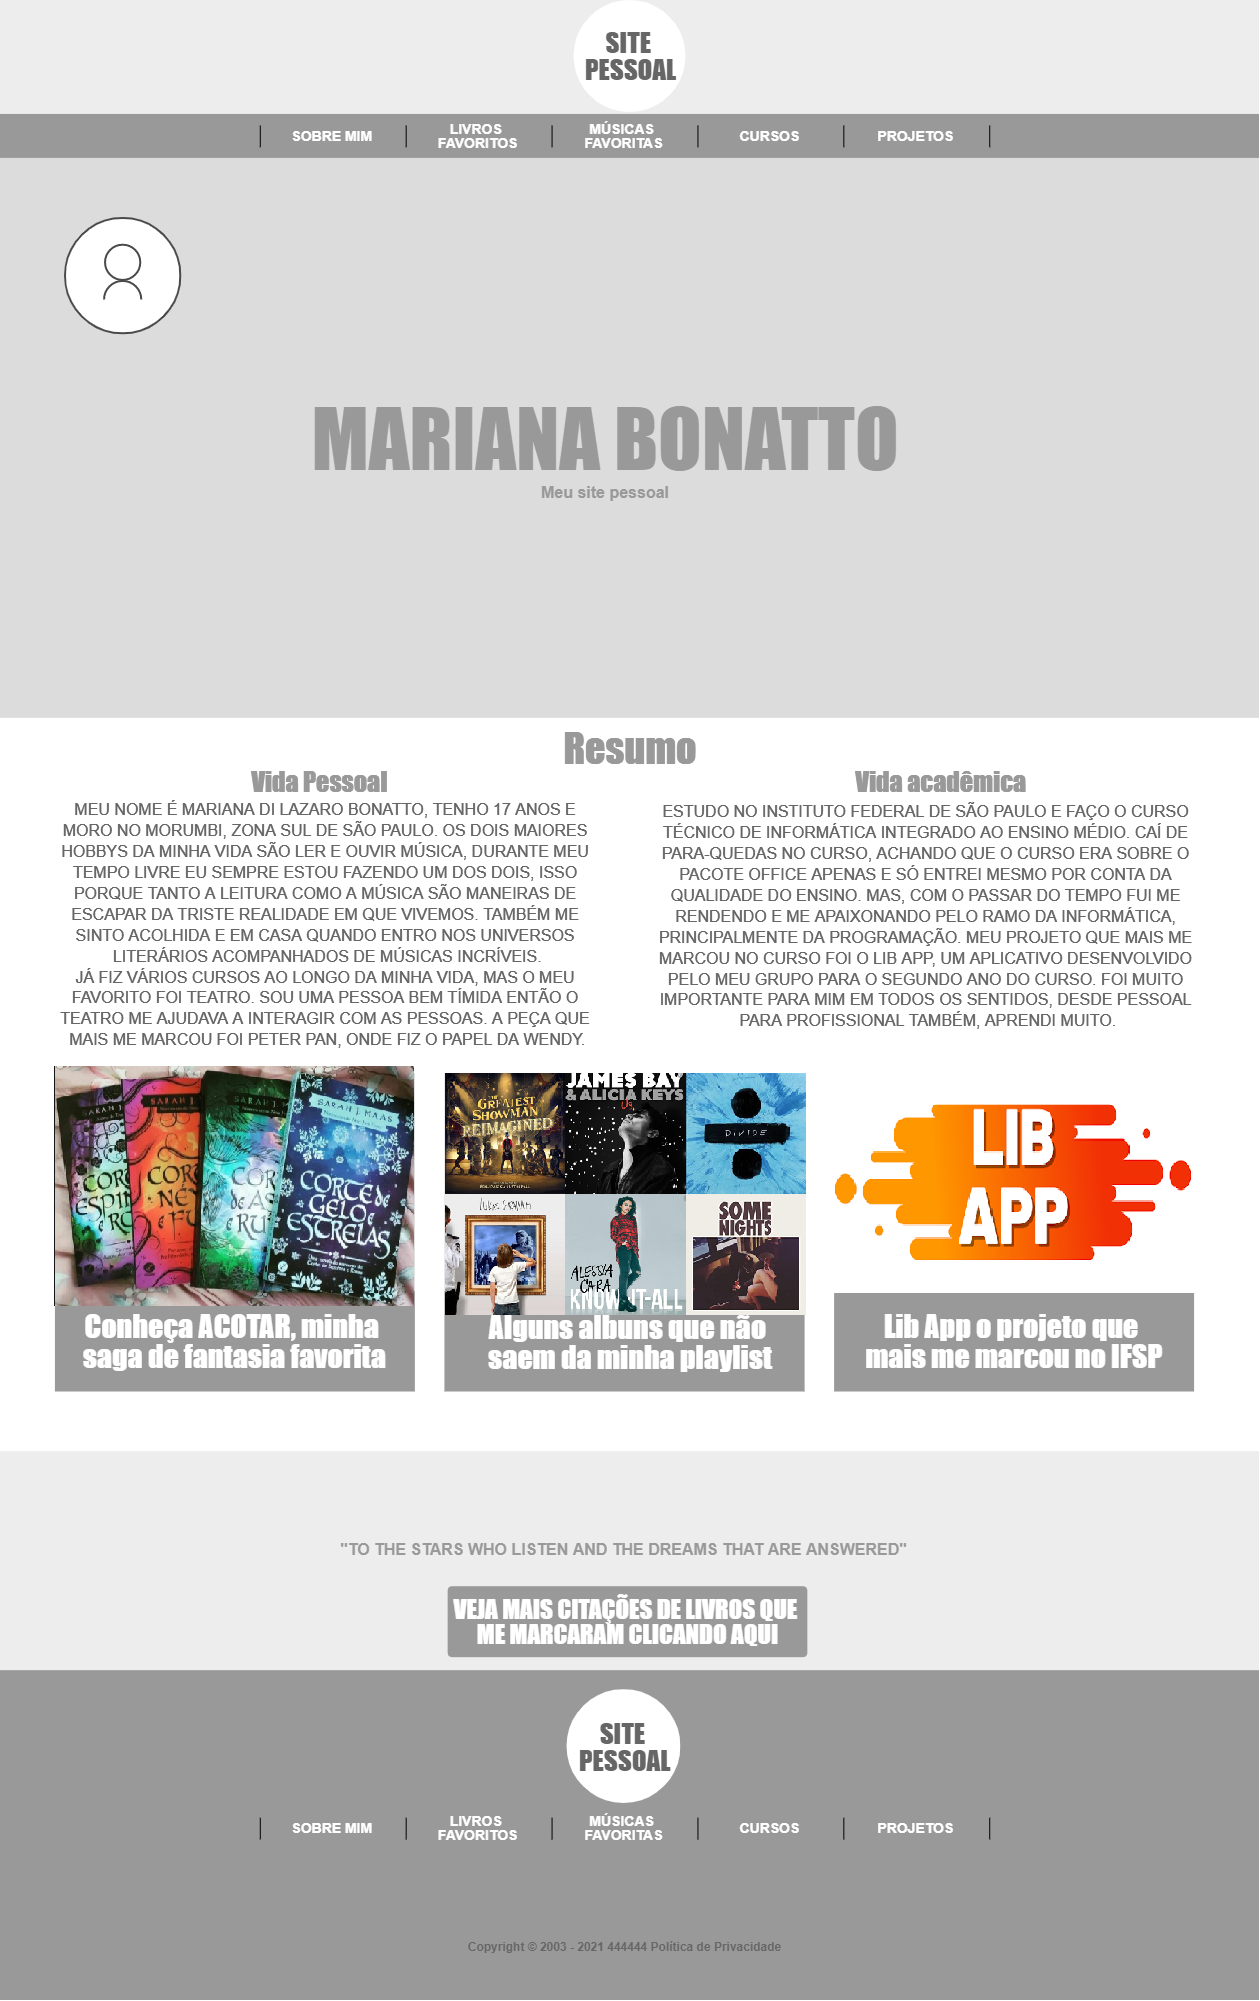 SITE
PESSOAL
SOBRE MIM
LIVROS
FAVORITOS
MÚSICAS
FAVORITAS
CURSOS
PROJETOS
MARIANA BONATTO
Meu site pessoal
Resumo
Vida Pessoal
MEU NOME É MARIANA DI LAZARO BONATTO, TENHO 17 ANOS E
MORO NO MORUMBI, ZONA SUL DE SÃO PAULO. OS DOIS MAIORES
HOBBYS DA MINHA VIDA SÃO LER E OUVIR MÚSICA, DURANTE MEU
TEMPO LIVRE EU SEMPRE ESTOU FAZENDO UM DOS DOIS, ISSO
PORQUE TANTO A LEITURA COMO A MÚSICA SÃO MANEIRAS DE
ESCAPAR DA TRISTE REALIDADE EM QUE VIVEMOS. TAMBÉM ME
SINTO ACOLHIDA E EM CASA QUANDO ENTRO NOS UNIVERSOS
LITERÁRIOS ACOMPANHADOS DE MÚSICAS INCRÍVEIS.
JÁ FIZ VÁRIOS CURSOS AO LONGO DA MINHA VIDA, MAS O MEU
FAVORITO FOI TEATRO. SOU UMA PESSOA BEM TÍMIDA ENTÃO O
TEATRO ME AJUDAVA A INTERAGIR COM AS PESSOAS. A PEÇA QUE
MAIS ME MARCOU FOI PETER PAN, ONDE FIZ O PAPEL DA WENDY.
Vida acadêmica
ESTUDO NO INSTITUTO FEDERAL DE SÃO PAULO E FAÇO O CURSO
TÉCNICO DE INFORMÁTICA INTEGRADO AO ENSINO MÉDIO. CAÍ DE
PARA-QUEDAS NO CURSO, ACHANDO QUE O CURSO ERA SOBRE O
PACOTE OFFICE APENAS E SÓ ENTREI MESMO POR CONTA DA
QUALIDADE DO ENSINO. MAS, COM O PASSAR DO TEMPO FUI ME
RENDENDO E ME APAIXONANDO PELO RAMO DA INFORMÁTICA,
PRINCIPALMENTE DA PROGRAMAÇÃO. MEU PROJETO QUE MAIS ME
MARCOU NO CURSO FOI O LIB APP, UM APLICATIVO DESENVOLVIDO
PELO MEU GRUPO PARA O SEGUNDO ANO DO CURSO. FOI MUITO
IMPORTANTE PARA MIM EM TODOS OS SENTIDOS, DESDE PESSOAL
PARA PROFISSIONAL TAMBÉM, APRENDI MUITO.
SARAH J. MAAS
CORTE de
GELO e
ESTRELAS
Conheça ACOTAR, minha
saga de fantasia favorita
THE
GREATEST
SHOWMAN
REIMAGINED
JAMES BAY
& ALICIA KEYS
Us
DIVIDE
ALESSIA
CARA
KNOW-IT-ALL
SOME
NIGHTS
Alguns albuns que não
saem da minha playlist
LIB
APP
Lib App o projeto que
mais me marcou no IFSP
"TO THE STARS WHO LISTEN AND THE DREAMS THAT ARE ANSWERED"
VEJA MAIS CITAÇÕES DE LIVROS QUE
ME MARCARAM CLICANDO AQUI
SITE
PESSOAL
SOBRE MIM
LIVROS
FAVORITOS
MÚSICAS
FAVORITAS
CURSOS
PROJETOS
Copyright © 2003 - 2021 444444 Política de Privacidade